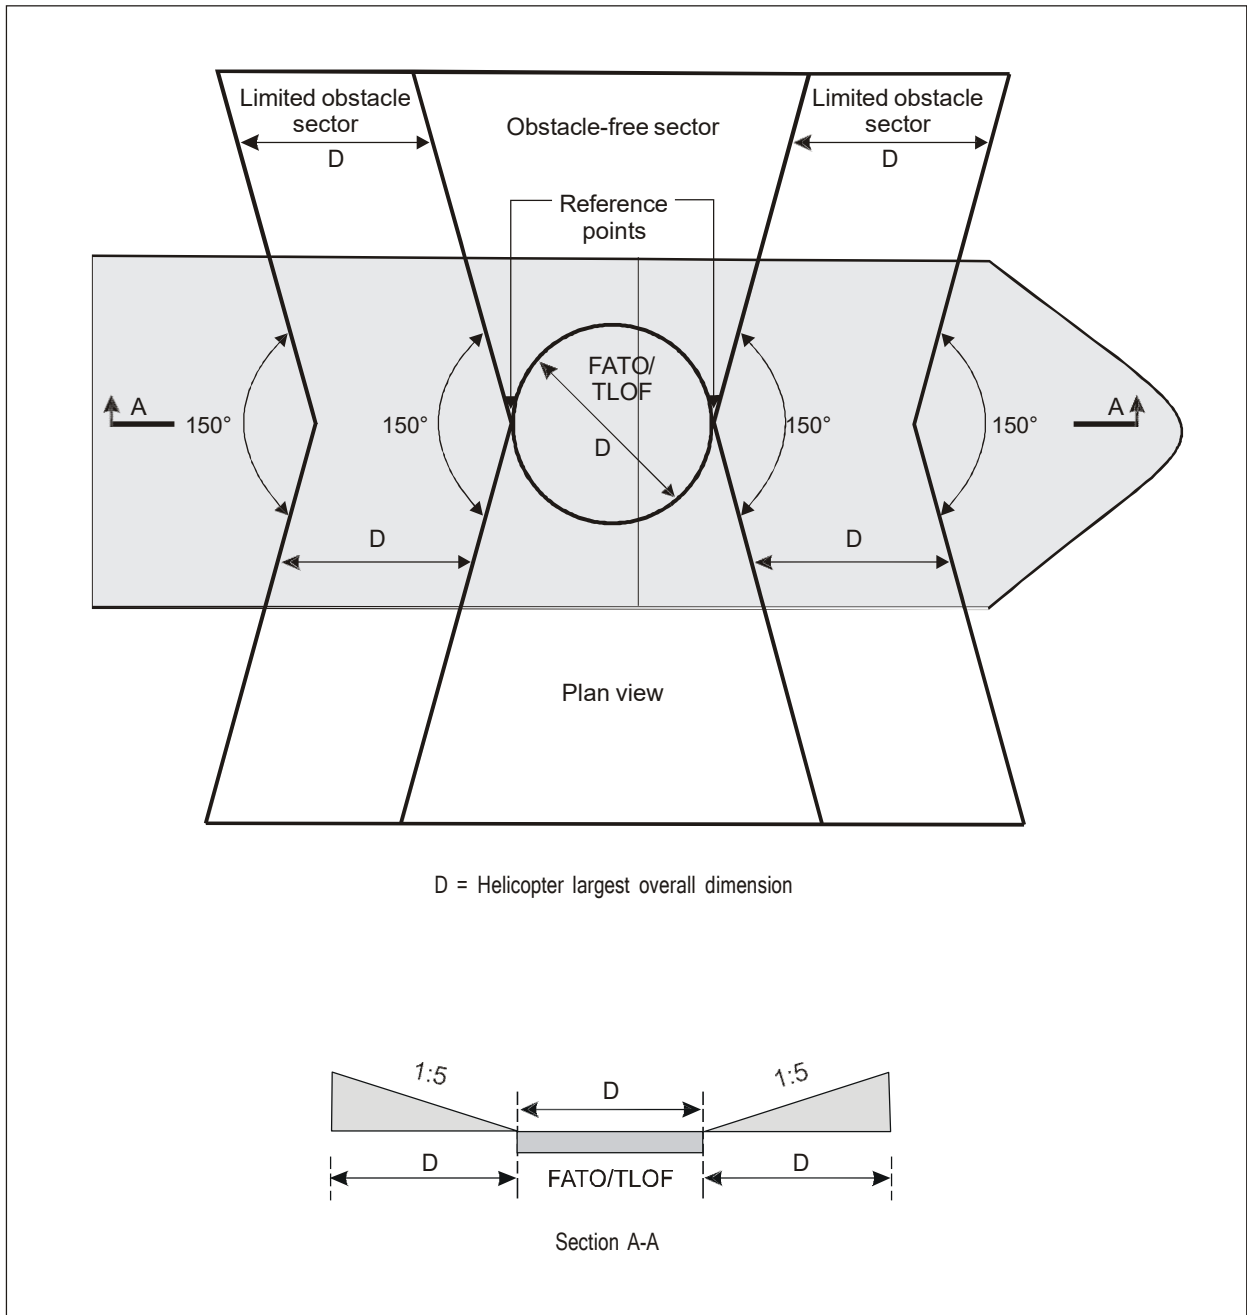 Limited obstacle
sector
D
Obstacle-free sector
Limited obstacle
sector
D
Reference
points
FATO/
TLOF
D
A
150°
150°
150°
150°
A
D
D
Plan view
D = Helicopter largest overall dimension
1:5
D
1:5
D
FATO/TLOF
D
Section A-A